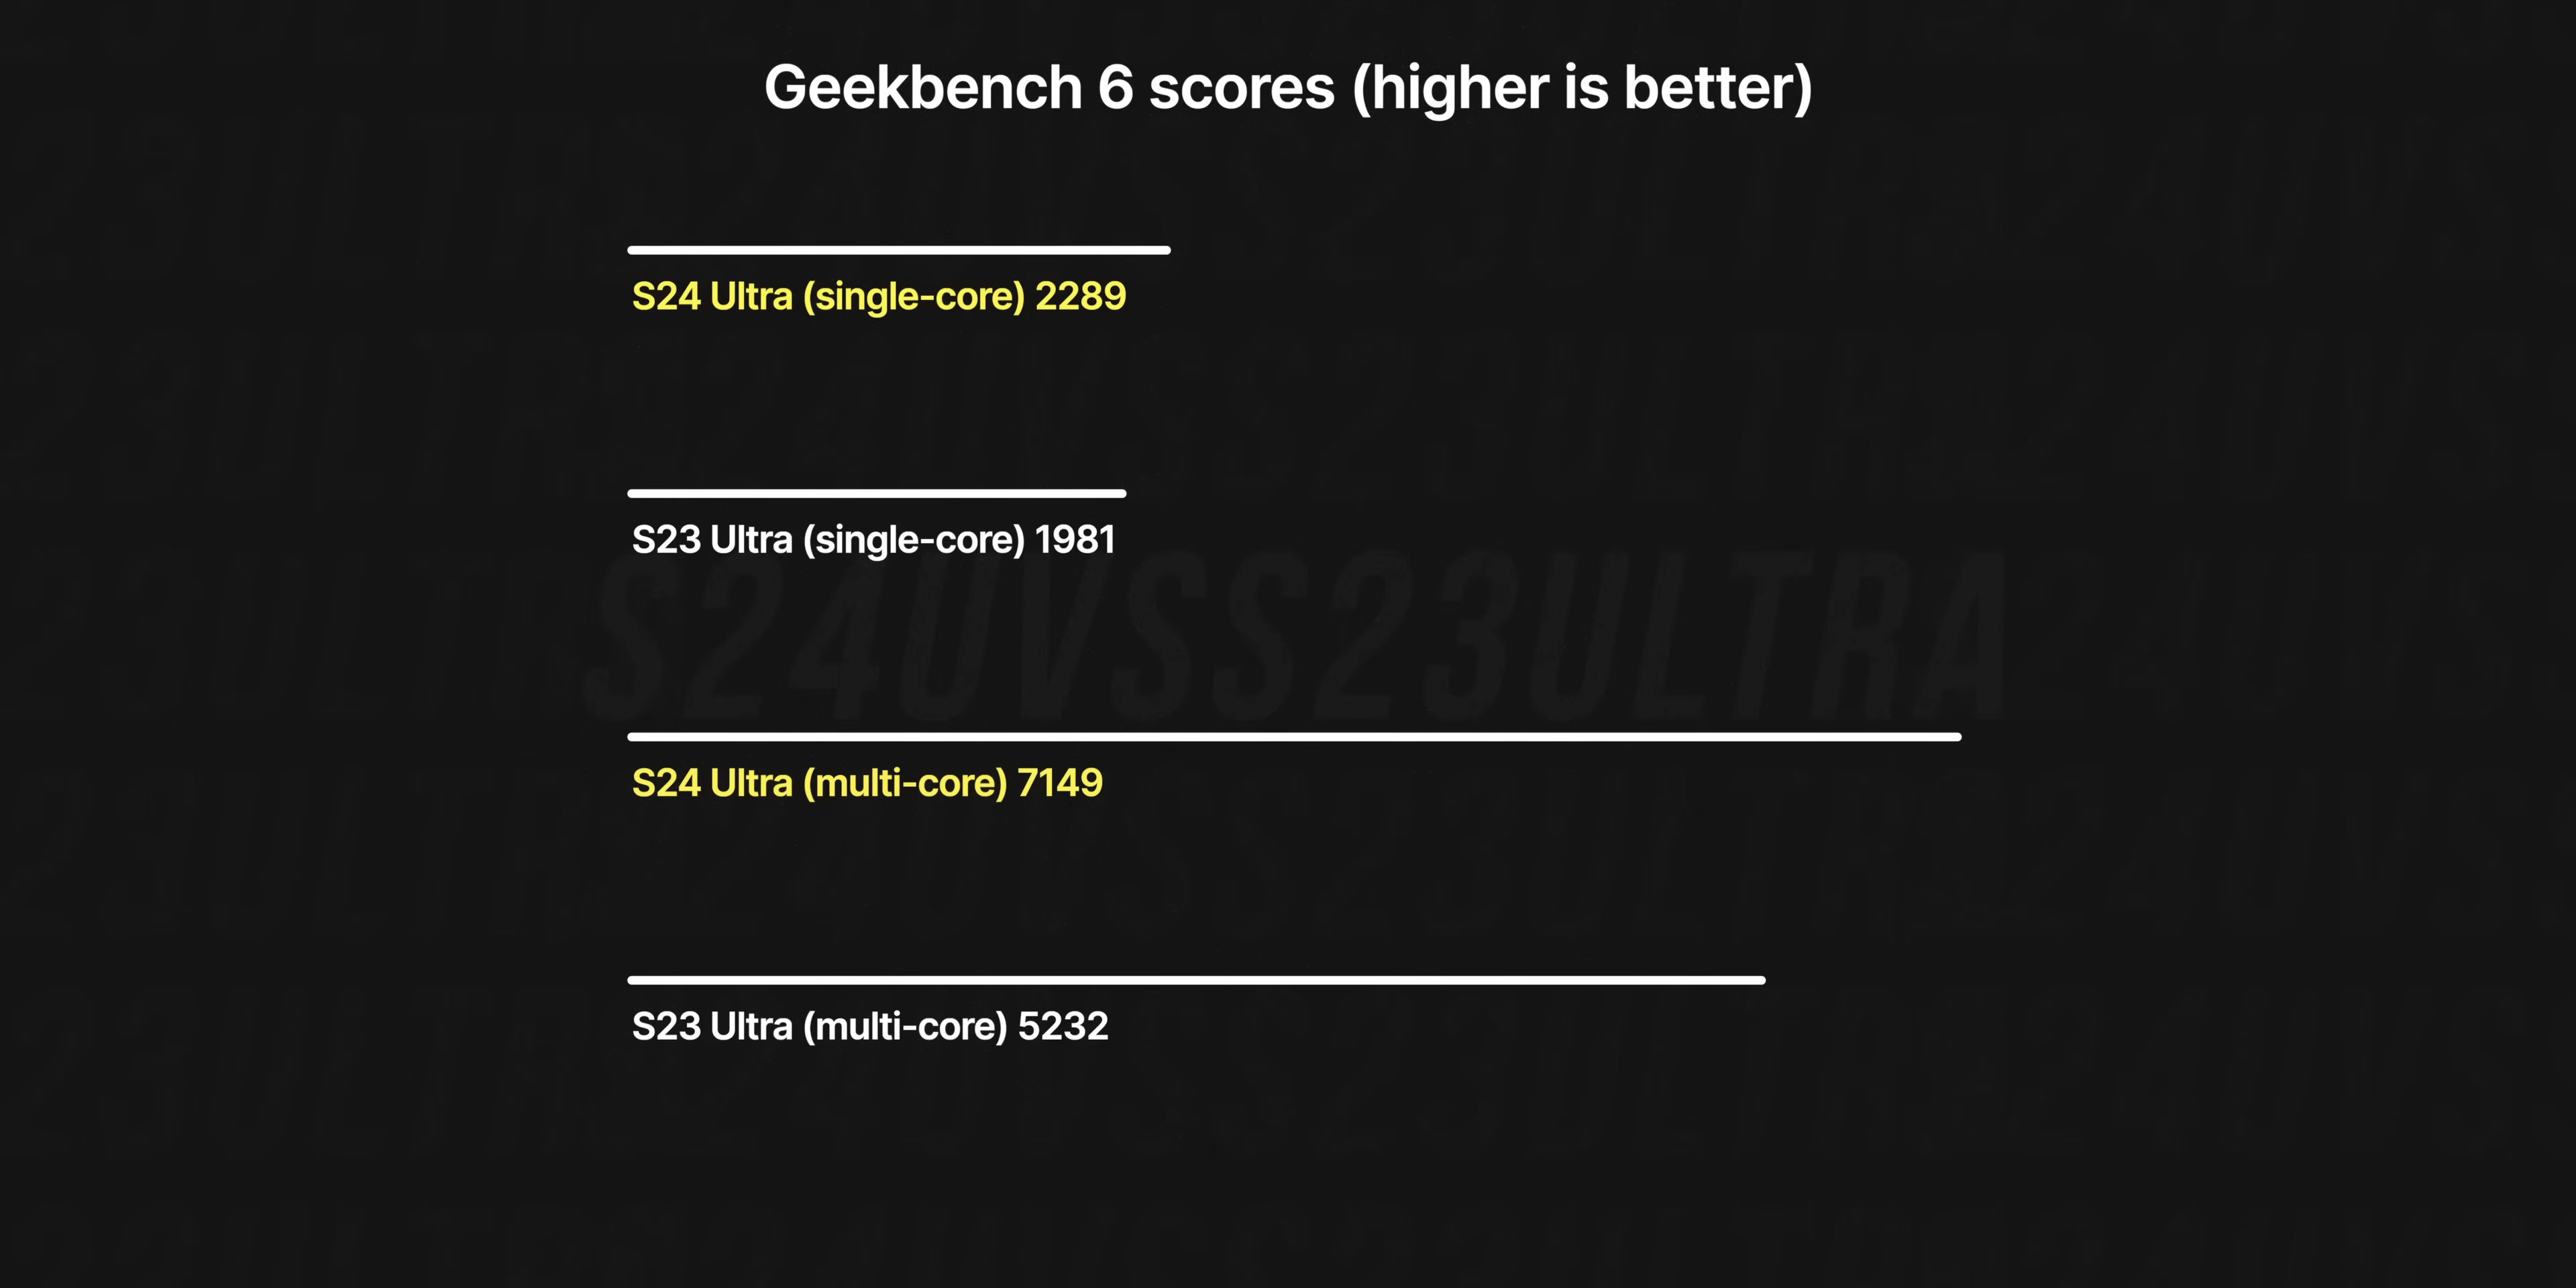 Geekbench 6 scores (higher is better)
S24 Ultra (single-core) 2289
S23 Ultra (single-core) 1981
S24UVSS23ULTRA
S24 Ultra (multi-core) 7149
S23 Ultra (multi-core) 5232